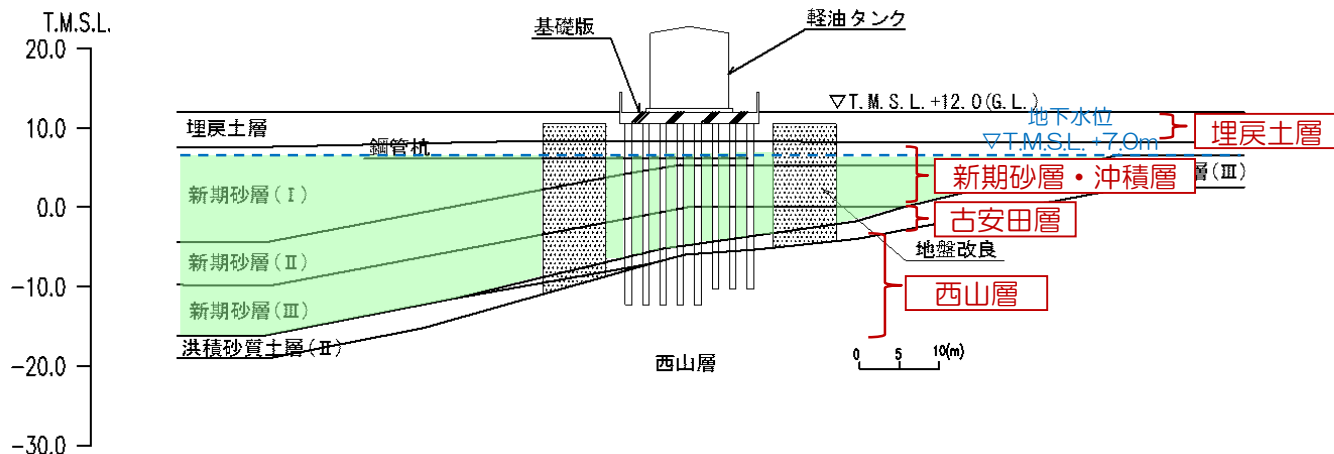 T.M.S.L.
20.0
10.0
0.0
-10.0
-20.0
-30.0
基礎版
軽油タンク
▽T.M.S.L.+12.0(G.L.)
地下水位
▽T.M.S.L.+7.0m
埋戻土層
埋戻土層
鋼管杭
新期砂層(Ⅰ)
新期砂層・沖積層
層(Ⅲ)
古安田層
地盤改良
新期砂層(Ⅱ)
新期砂層(Ⅲ)
西山層
洪積砂質土層(Ⅱ)
西山層
0 5 10(m)